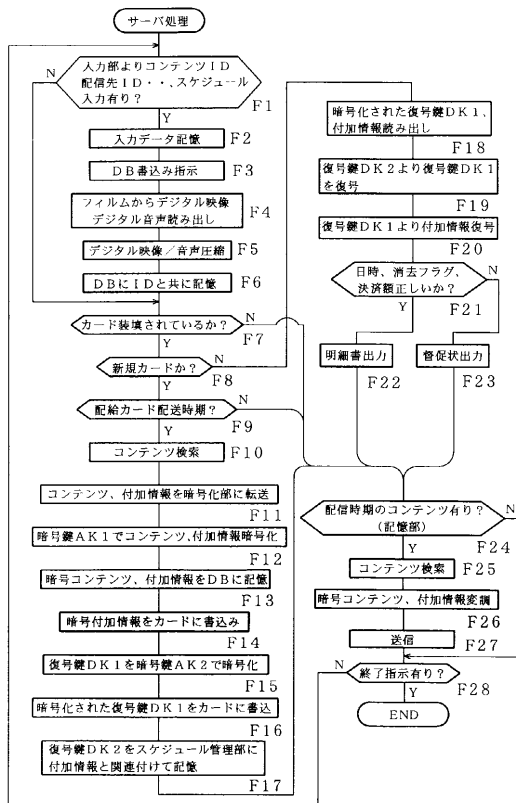 サーバ処理
入力部よりコンテンツID
配信先ID・・、スケジュール
入力有り？
N
F1
Y
入力データ記憶
F2
DB書込み指示
F3
フィルムからデジタル映像
デジタル音声読み出し
F4
デジタル映像／音声圧縮
F5
DBにIDと共に記憶
F6
カード装填されているか？
N
F7
Y
新規カードか？
N
F8
Y
配給カード配送時期？
N
F9
Y
コンテンツ検索
F10
コンテンツ、付加情報を暗号化部に転送
F11
暗号鍵AK1でコンテンツ,付加情報暗号化
F12
暗号コンテンツ、付加情報をDBに記憶
F13
暗号付加情報をカードに書込み
F14
復号鍵DK1を暗号鍵AK2で暗号化
F15
暗号化された復号鍵DK1をカードに書込
F16
復号鍵DK2をスケジュール管理部に
付加情報と関連付けて記憶
F17
暗号化された復号鍵DK1、
付加情報読み出し
F18
復号鍵DK2より復号鍵DK1
を復号
F19
復号鍵DK1より付加情報復号
F20
日時、消去フラグ、
決済額正しいか？
N
F21
Y
明細書出力
F22
督促状出力
F23
配信時期のコンテンツ有り？
（記憶部）
N
F24
Y
コンテンツ検索
F25
暗号コンテンツ、付加情報変調
F26
送信
F27
終了指示有り？
N
F28
Y
END